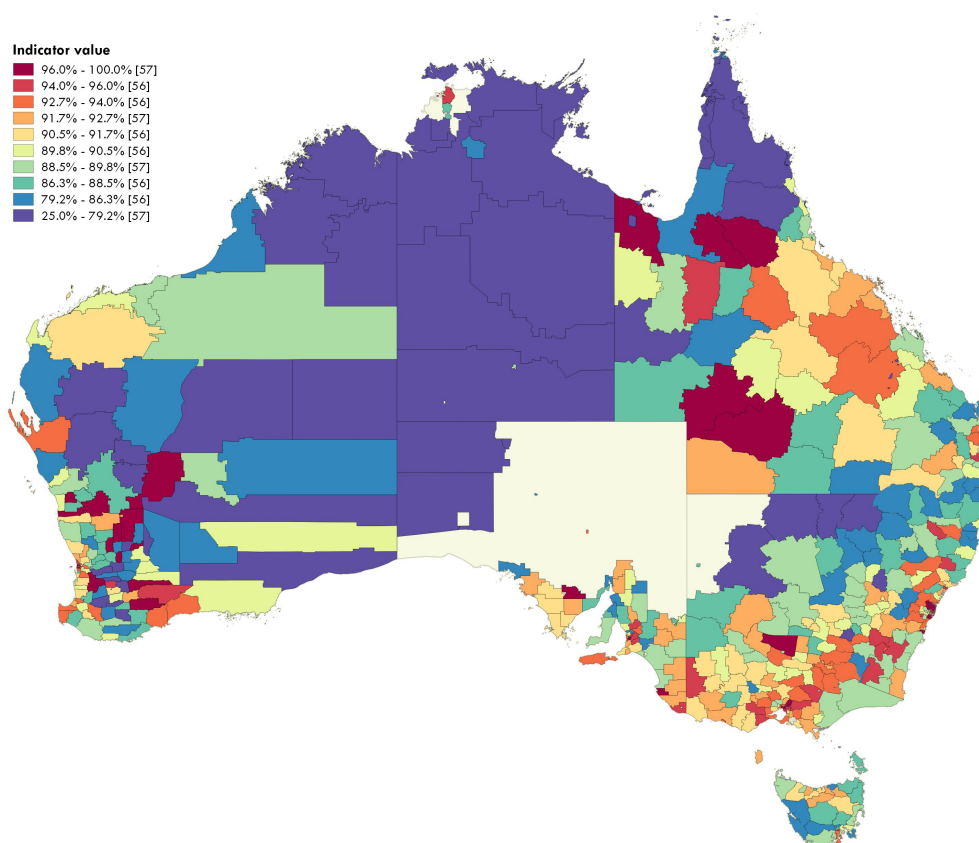 Indicator value
96.0% - 100.0% [57]
94.0% - 96.0% [56]
92.7% - 94.0% [56]
91.7% - 92.7% [57]
90.5% - 91.7% [56]
89.8% - 90.5% [56]
88.5% - 89.8% [57]
86.3% - 88.5% [56]
79.2% - 86.3% [56]
25.0% - 79.2% [57]